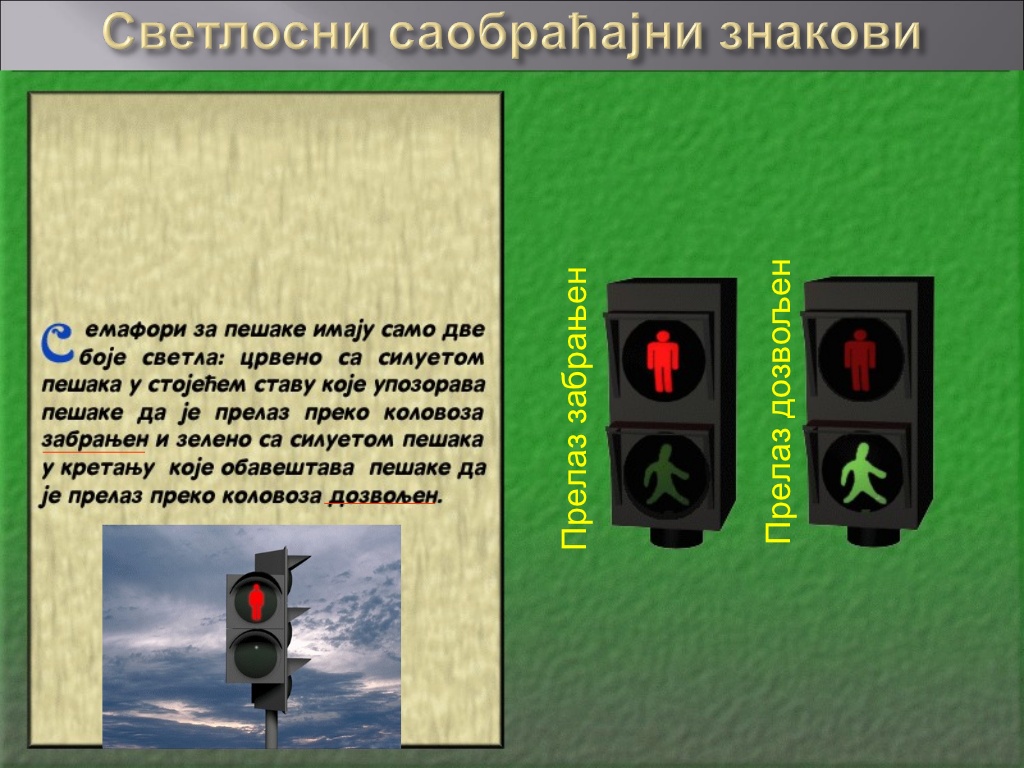 Светлосни саобраћајни знакови
Семафори за пешаке имају само две
боје светла: црвено са силуетом
пешака у стојећем ставу које упозорава
пешаке да је прелаз преко коловоза
забрањен и зелено са силуетом пешака
у кретању које обавештава пешаке да
је прелаз преко коловоза дозвољен.
Прелаз забрањен
Прелаз дозвољен